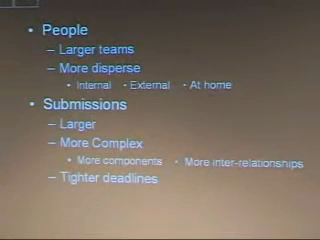 • People
– Larger teams
– More disperse
• Internal • External • At home
• Submissions
– Larger
– More Complex
• More components • More inter-relationships
– Tighter deadlines